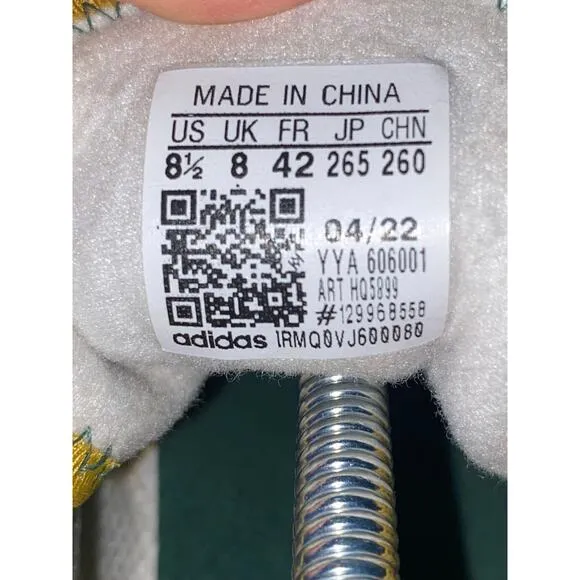 MADE IN CHINA
US UK FR JP CHN
8½ 8 42 265 260
04/22
YYA 606001
ART HQ5899
#129968558
adidas 1RMQ0VJ600080